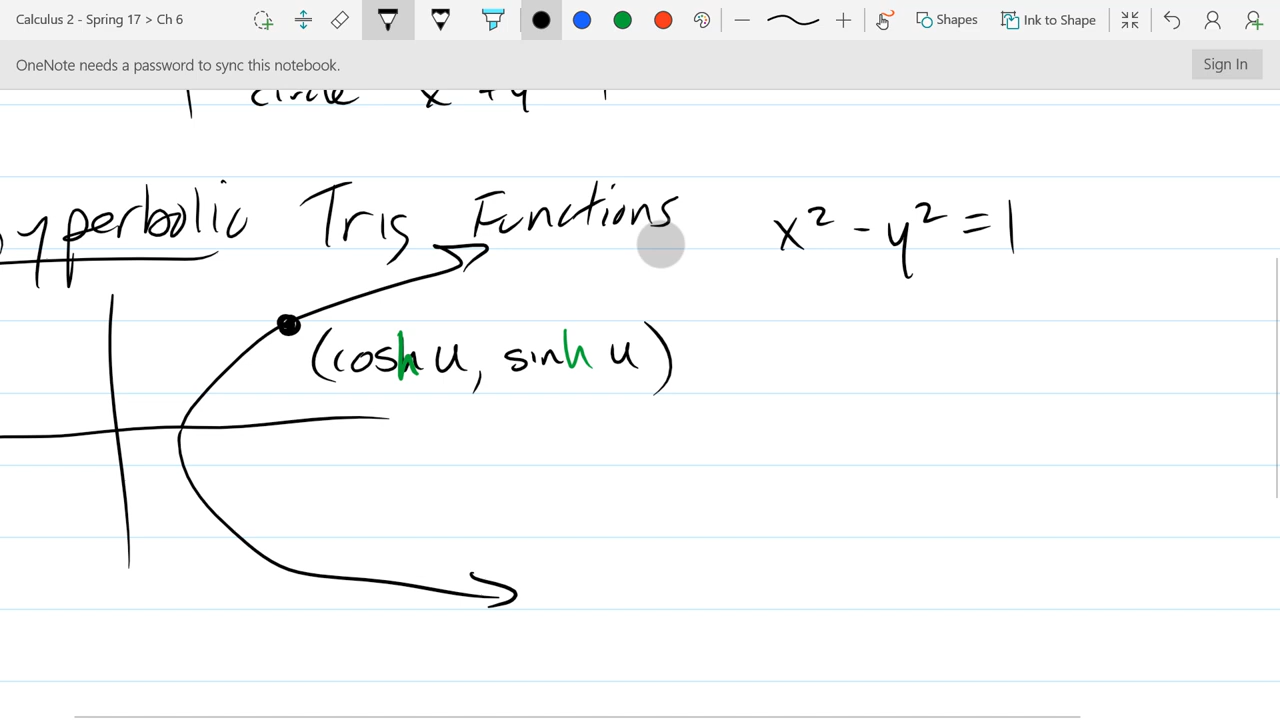 Calculus 2 - Spring 17 > Ch 6
Shapes
Ink to Shape
OneNote needs a password to sync this notebook.
Sign In
circle x + y
yperbolic Trig Functions x² - y² = 1
(cosh u, sinh u)